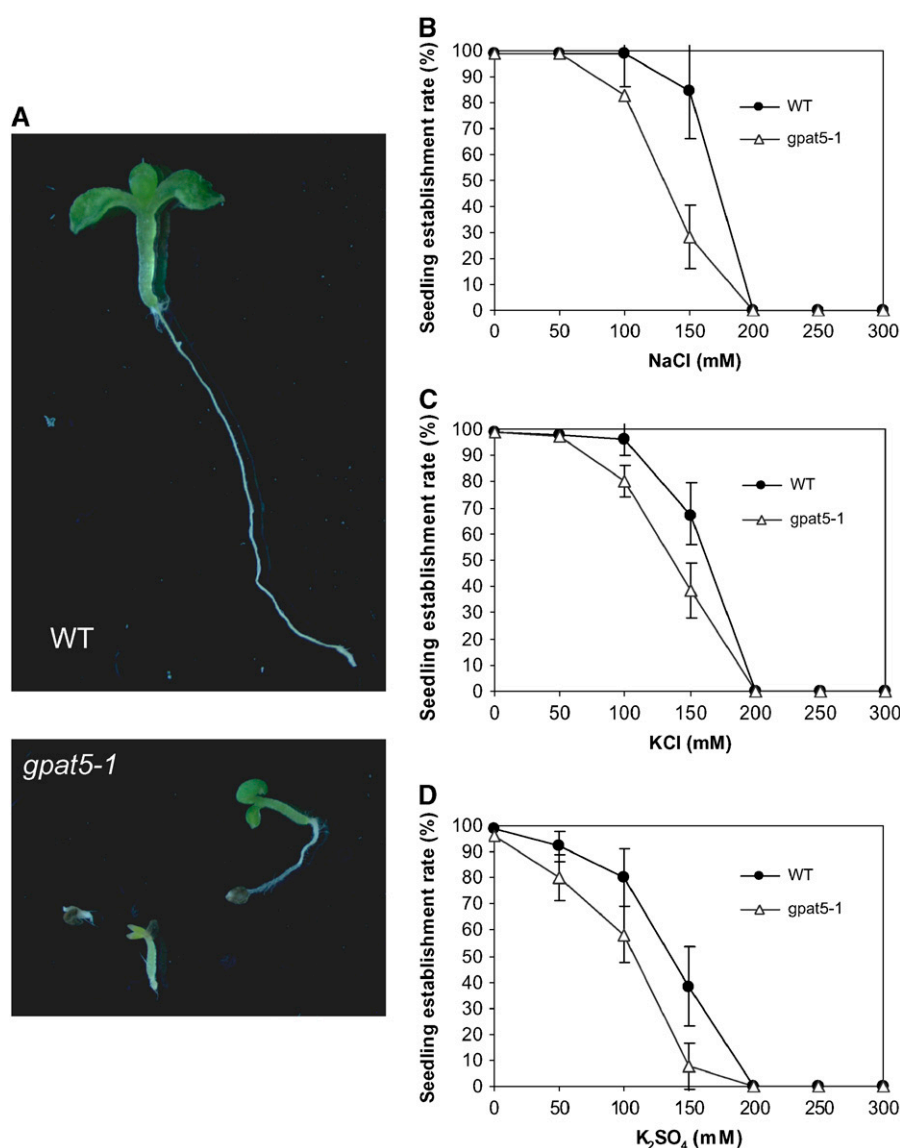 A
WT
gpat5-1
B
Seedling establishment rate (%)
100
90
80
70
60
50
40
30
20
10
0
WT
gpat5-1
0 50 100 150 200 250 300
NaCl (mM)
C
Seedling establishment rate (%)
100
90
80
70
60
50
40
30
20
10
0
WT
gpat5-1
0 50 100 150 200 250 300
KCl (mM)
D
Seedling establishment rate (%)
100
90
80
70
60
50
40
30
20
10
0
WT
gpat5-1
0 50 100 150 200 250 300
K₂SO₄ (mM)